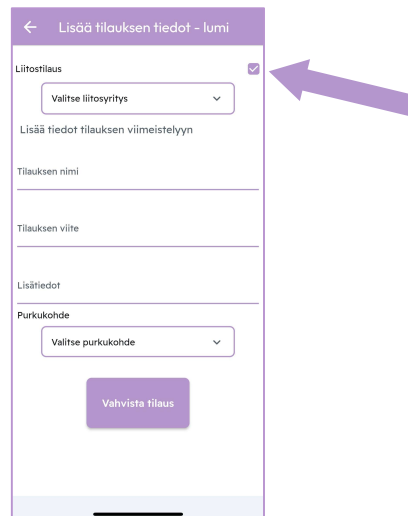 Lisää tilauksen tiedot - lumi
Liitostilaus
Valitse liitosyritys
Lisää tiedot tilauksen viimeistelyyn
Tilauksen nimi
Tilauksen viite
Lisätiedot
Purkukohde
Valitse purkukohde
Vahvista tilaus